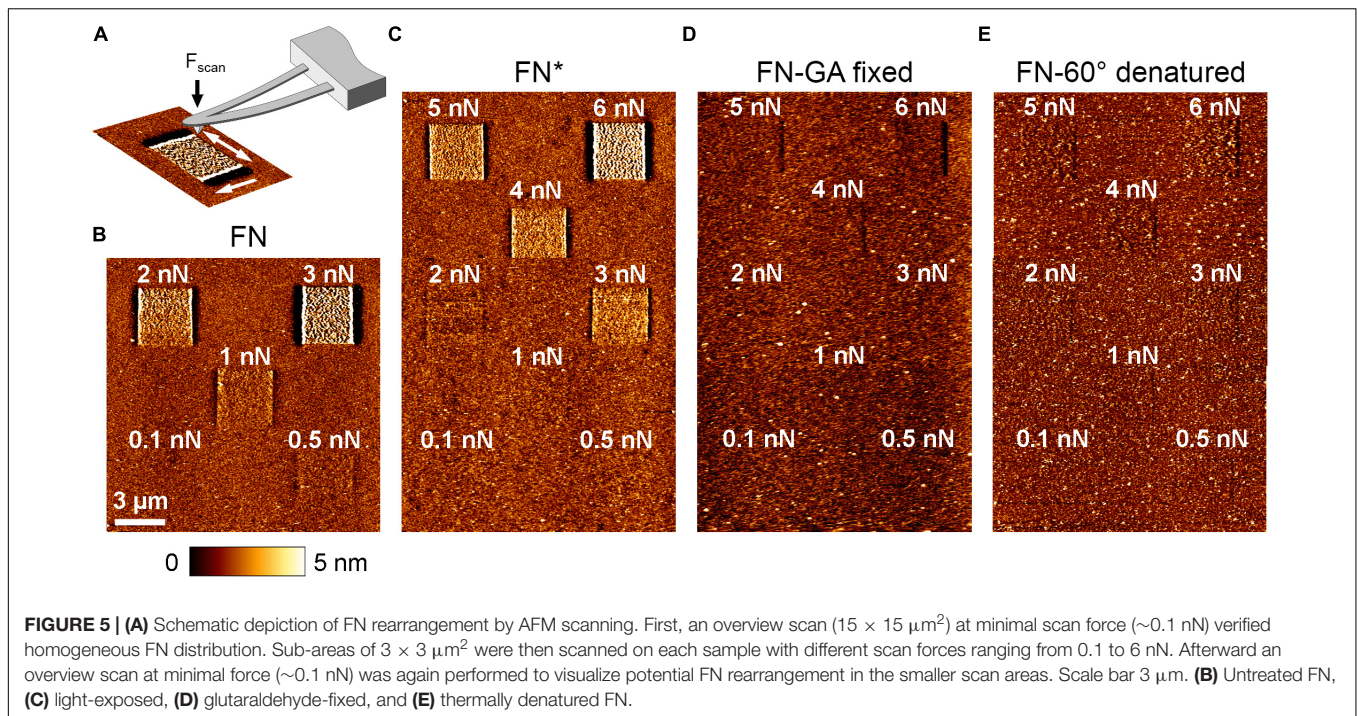 A
F scan
B
FN
2 nN 3 nN
1 nN
0.1 nN 0.5 nN
3 µm
0 5 nm
C
FN*
5 nN 6 nN
4 nN
2 nN 3 nN
1 nN
0.1 nN 0.5 nN
D
FN-GA fixed
5 nN 6 nN
4 nN
2 nN 3 nN
1 nN
0.1 nN 0.5 nN
E
FN-60° denatured
5 nN 6 nN
4 nN
2 nN 3 nN
1 nN
0.1 nN 0.5 nN
FIGURE 5 | (A) Schematic depiction of FN rearrangement by AFM scanning. First, an overview scan (15 × 15 µm²) at minimal scan force (~0.1 nN) verified
homogeneous FN distribution. Sub-areas of 3 × 3 µm² were then scanned on each sample with different scan forces ranging from 0.1 to 6 nN. Afterward an
overview scan at minimal force (~0.1 nN) was again performed to visualize potential FN rearrangement in the smaller scan areas. Scale bar 3 µm. (B) Untreated FN,
(C) light-exposed, (D) glutaraldehyde-fixed, and (E) thermally denatured FN.